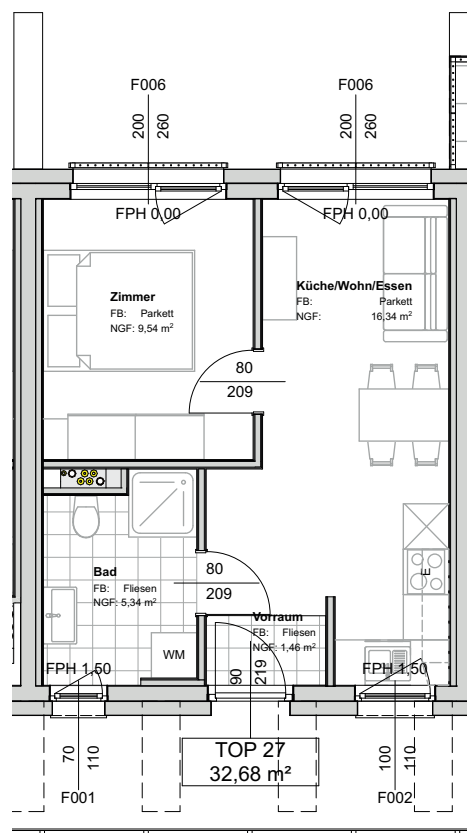 F006
F006
200
260
200
260
FPH 0,00
FPH 0,00
Zimmer
FB: Parkett
NGF: 9,54 m²
Küche/Wohn/Essen
FB: Parkett
NGF: 16,34 m²
80
209
Bad
FB: Fliesen
NGF: 5,34 m²
80
209
E
Vorraum
FB: Fliesen
NGF: 1,46 m²
WM
FPH 1,50
90
219
FPH 1,50
70
110
TOP 27
32,68 m²
100
110
F001
F002